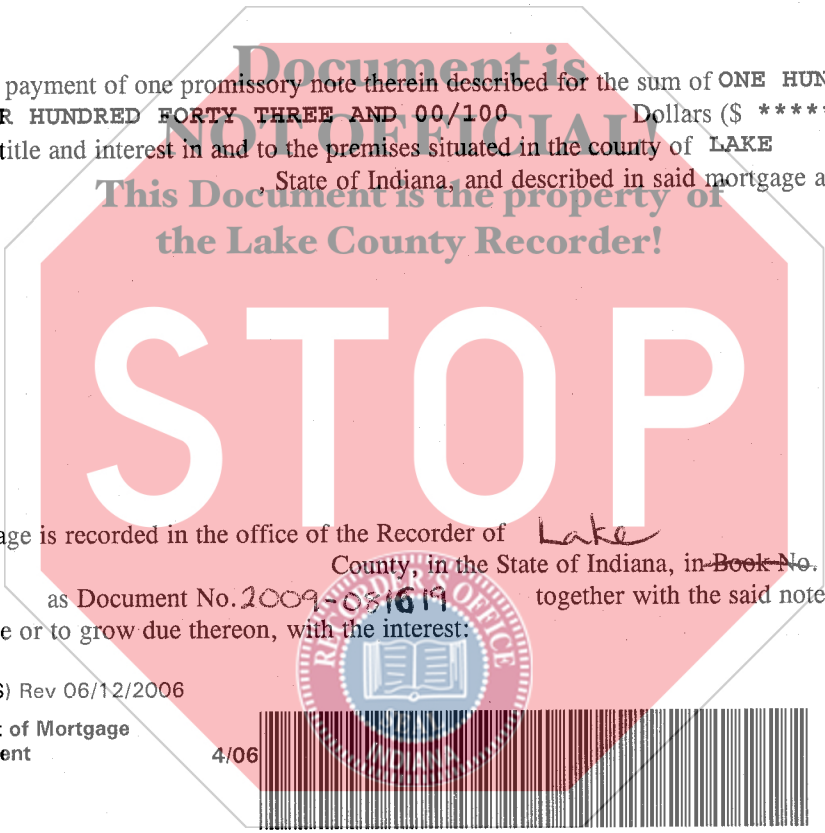 Document is
payment of one promissory note therein described for the sum of ONE HUN
R HUNDRED FORTY THREE AND 00/100 Dollars ($ *****
NOT OFFICIAL!
title and interest in and to the premises situated in the county of LAKE
, State of Indiana, and described in said mortgage a
This Document is the property of
the Lake County Recorder!
STOP
age is recorded in the office of the Recorder of Lake
County, in the State of Indiana, in Book No.
as Document No. 2009-081619 together with the said note
e or to grow due thereon, with the interest:
RECORDER'S OFFICE
SEAL
INDIANA
S) Rev 06/12/2006
t of Mortgage
ent 4/06